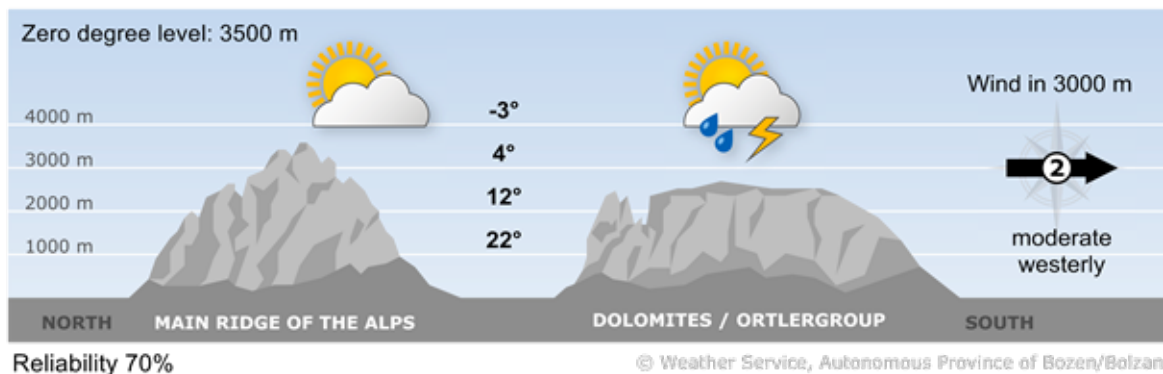 Zero degree level: 3500 m
Wind in 3000 m
4000 m
-3°
3000 m
4°
2
2000 m
12°
1000 m
22°
moderate
westerly
NORTH
MAIN RIDGE OF THE ALPS
DOLOMITES / ORTLERGROUP
SOUTH
Reliability 70%
© Weather Service, Autonomous Province of Bozen/Bolzan